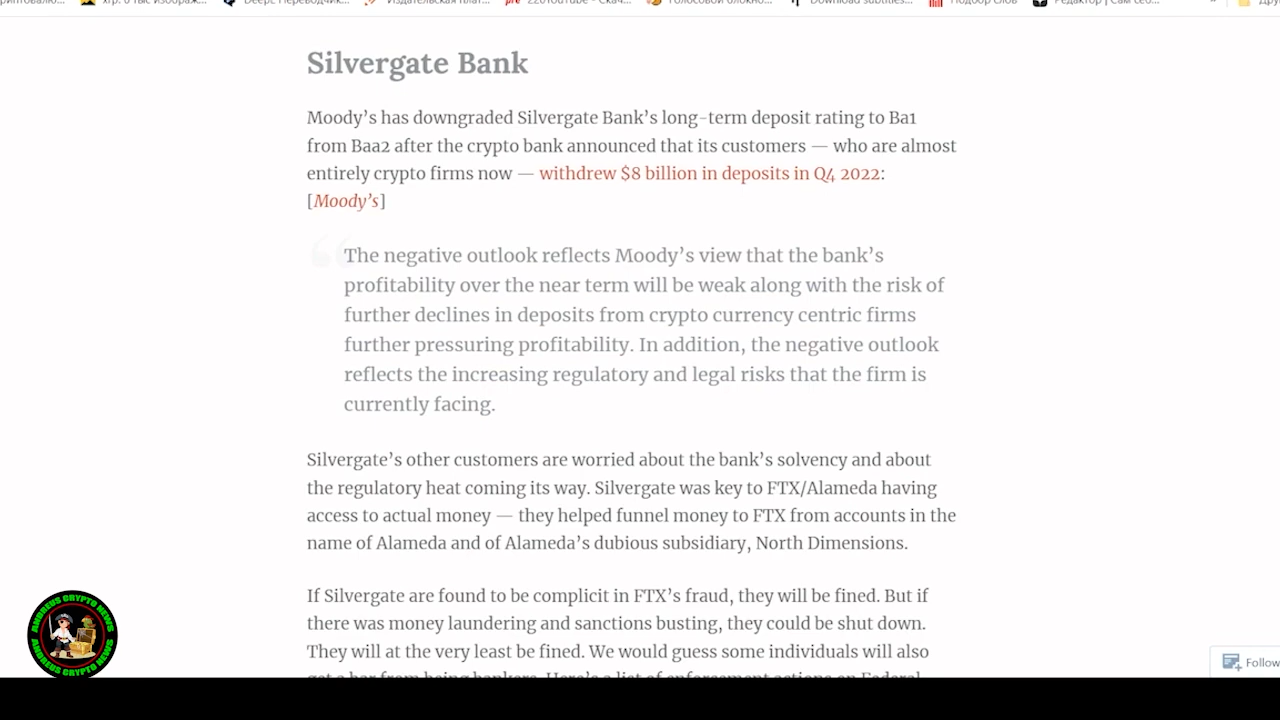 Silvergate Bank
Moody's has downgraded Silvergate Bank's long-term deposit rating to Ba1
from Baa2 after the crypto bank announced that its customers — who are almost
entirely crypto firms now — withdrew $8 billion in deposits in Q4 2022:
[Moody's]
“
The negative outlook reflects Moody's view that the bank's
profitability over the near term will be weak along with the risk of
further declines in deposits from crypto currency centric firms
further pressuring profitability. In addition, the negative outlook
reflects the increasing regulatory and legal risks that the firm is
currently facing.
Silvergate's other customers are worried about the bank's solvency and about
the regulatory heat coming its way. Silvergate was key to FTX/Alameda having
access to actual money — they helped funnel money to FTX from accounts in the
name of Alameda and of Alameda's dubious subsidiary, North Dimensions.
If Silvergate are found to be complicit in FTX's fraud, they will be fined. But if
there was money laundering and sanctions busting, they could be shut down.
They will at the very least be fined. We would guess some individuals will also
Follow
ANDREUS CRYPTO NEWS
ANDREUS CRYPTO NEWS